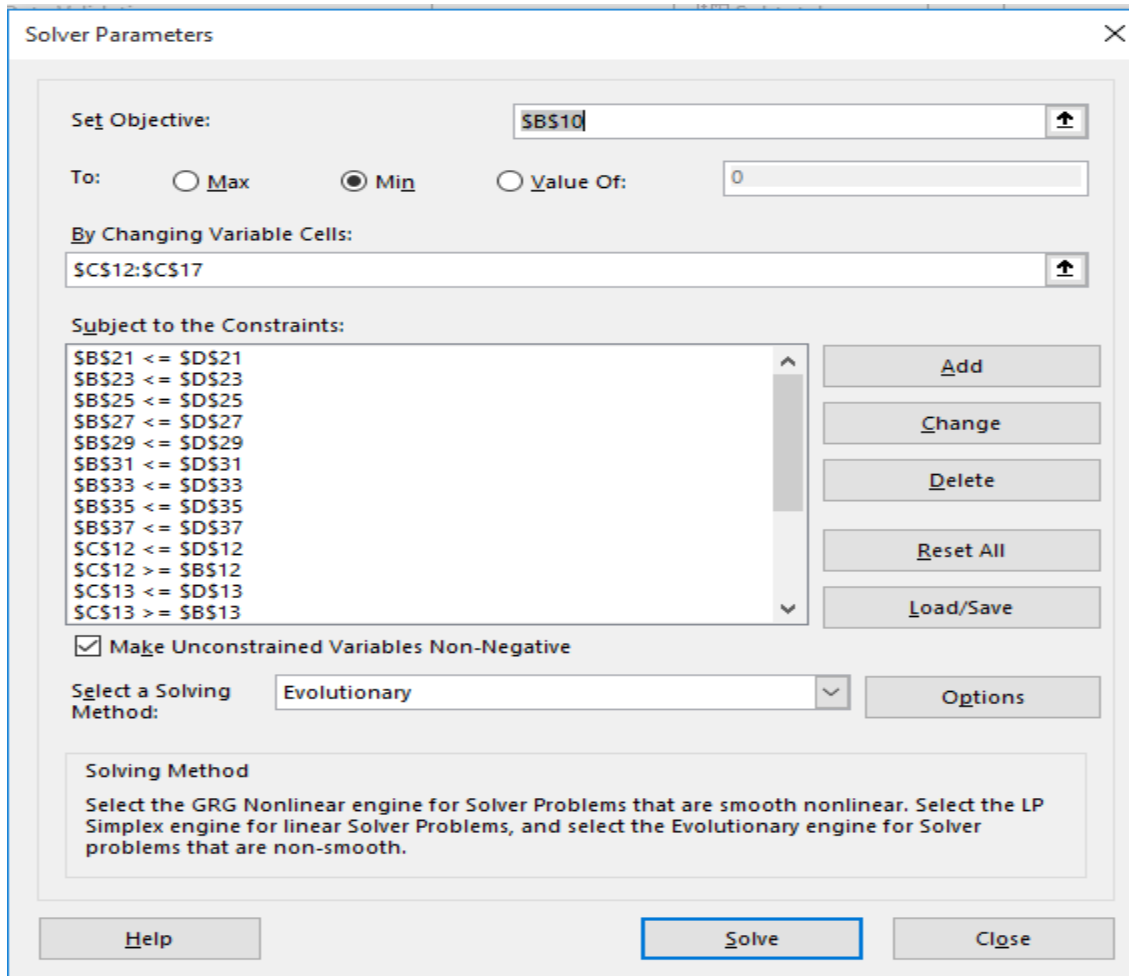 Solver Parameters
Set Objective:
$B$10
To:
Max
Min
Value Of:
0
By Changing Variable Cells:
$C$12:$C$17
Subject to the Constraints:
$B$21 <= $D$21
$B$23 <= $D$23
$B$25 <= $D$25
$B$27 <= $D$27
$B$29 <= $D$29
$B$31 <= $D$31
$B$33 <= $D$33
$B$35 <= $D$35
$B$37 <= $D$37
$C$12 <= $D$12
$C$12 >= $B$12
$C$13 <= $D$13
$C$13 >= $B$13
Add
Change
Delete
Reset All
Load/Save
Make Unconstrained Variables Non-Negative
Select a Solving
Method:
Evolutionary
Options
Solving Method
Select the GRG Nonlinear engine for Solver Problems that are smooth nonlinear. Select the LP
Simplex engine for linear Solver Problems, and select the Evolutionary engine for Solver
problems that are non-smooth.
Help
Solve
Close